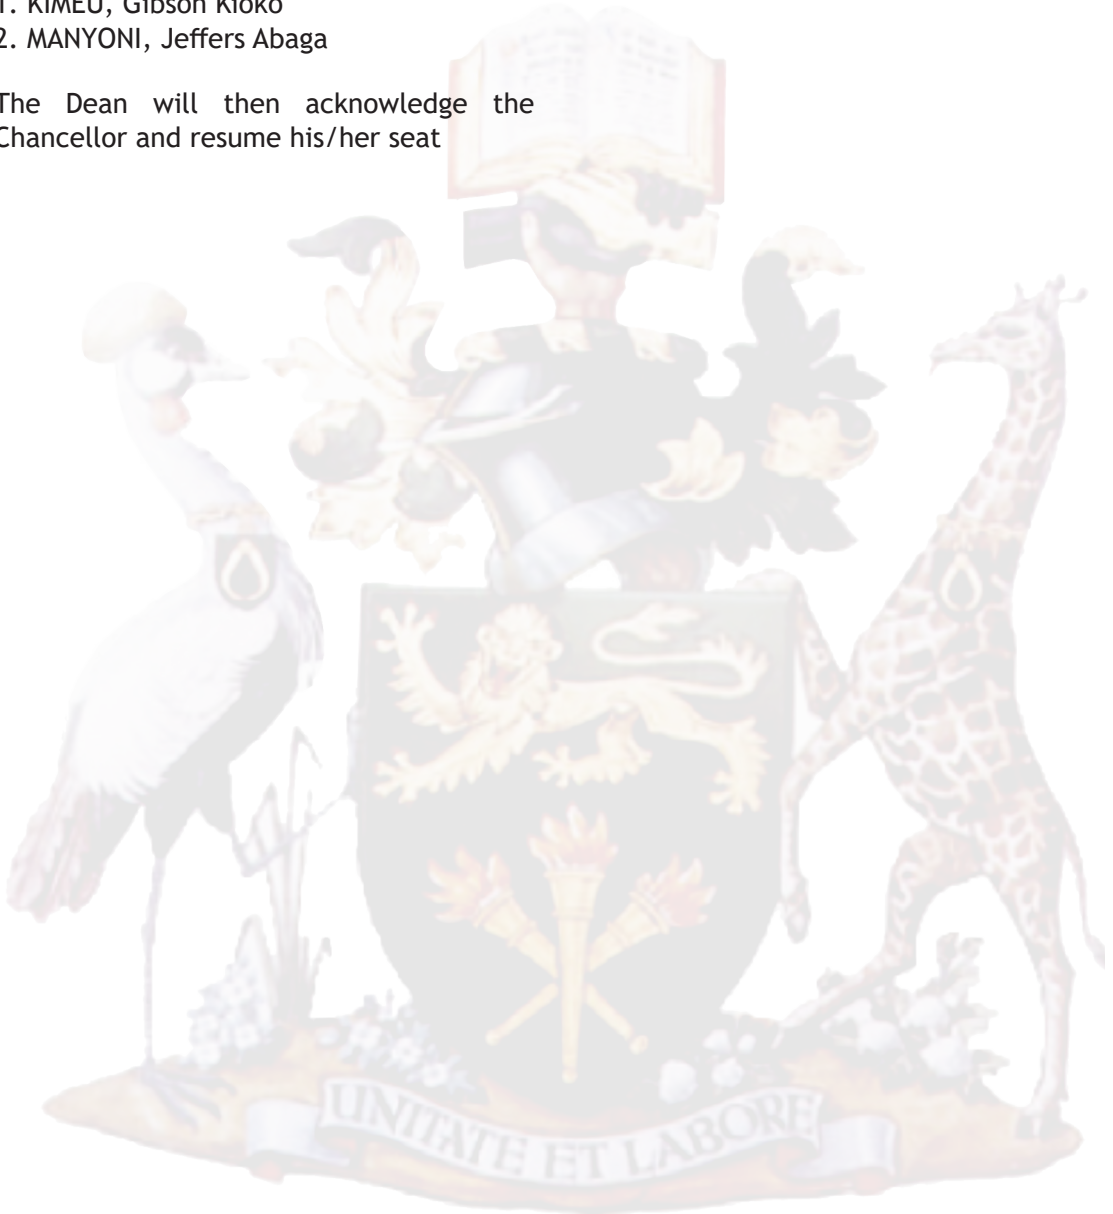 1. KIMEU, Gibson Kioko
2. MANYONI, Jeffers Abaga
The Dean will then acknowledge the
Chancellor and resume his/her seat
UNITATE ET LABORE